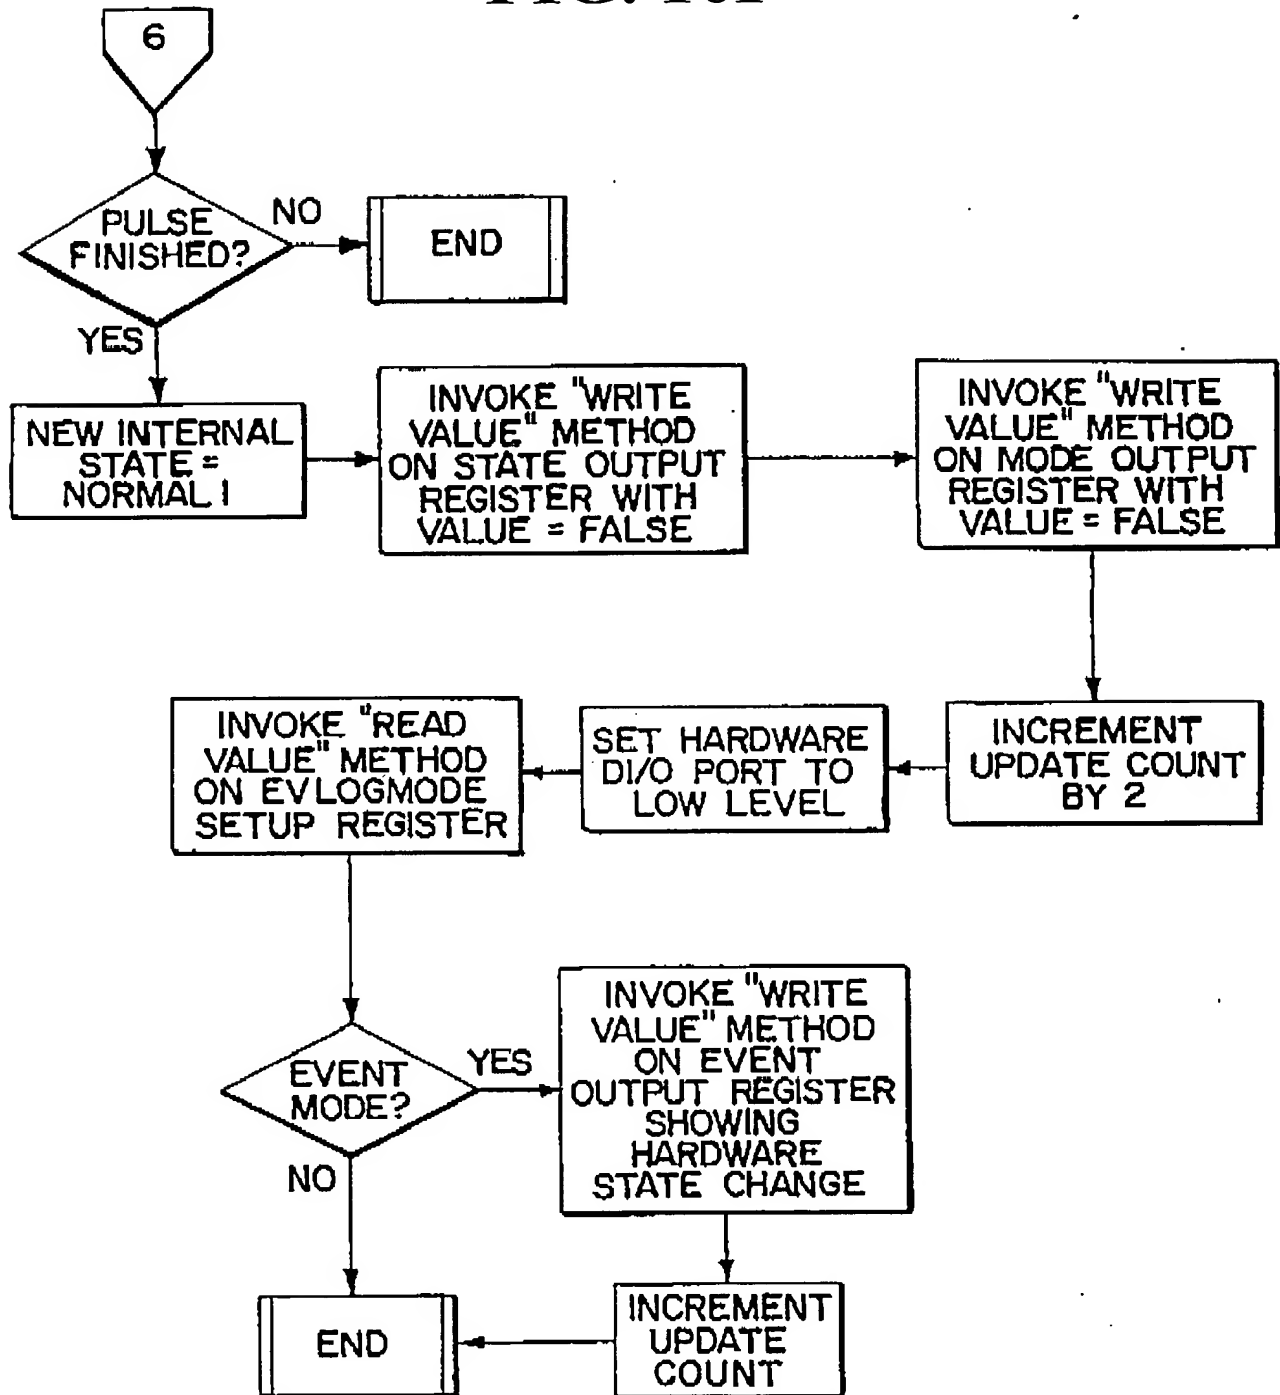 6
PULSE
FINISHED?
NO
END
YES
NEW INTERNAL
STATE =
NORMAL 1
INVOKE "WRITE
VALUE" METHOD
ON STATE OUTPUT
REGISTER WITH
VALUE = FALSE
INVOKE "WRITE
VALUE" METHOD
ON MODE OUTPUT
REGISTER WITH
VALUE = FALSE
INCREMENT
UPDATE COUNT
BY 2
SET HARDWARE
DI/O PORT TO
LOW LEVEL
INVOKE "READ
VALUE" METHOD
ON EVLOGMODE
SETUP REGISTER
EVENT
MODE?
YES
INVOKE "WRITE
VALUE" METHOD
ON EVENT
OUTPUT REGISTER
SHOWING
HARDWARE
STATE CHANGE
NO
INCREMENT
UPDATE
COUNT
END